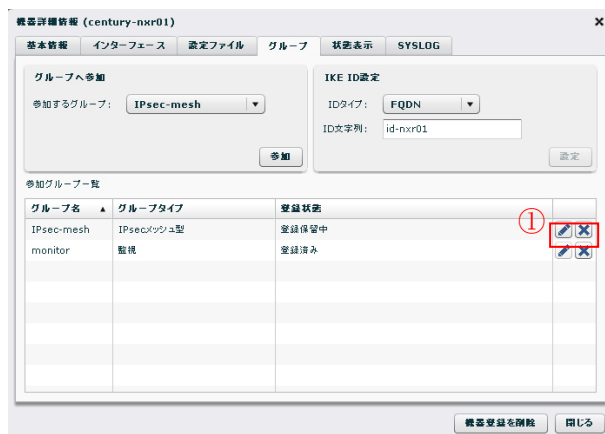 機器詳細情報 (century-nxr01)
基本情報 インターフェース 設定ファイル グループ 状態表示 SYSLOG
グループへ参加
参加するグループ: IPsec-mesh
参加
IKE ID設定
IDタイプ: FQDN
ID文字列: id-nxr01
設定
参加グループ一覧
グループ名 グループタイプ 登録状態
①
IPsec-mesh IPsecメッシュ型 登録保留中
monitor 監視 登録済み
機器登録を削除 閉じる